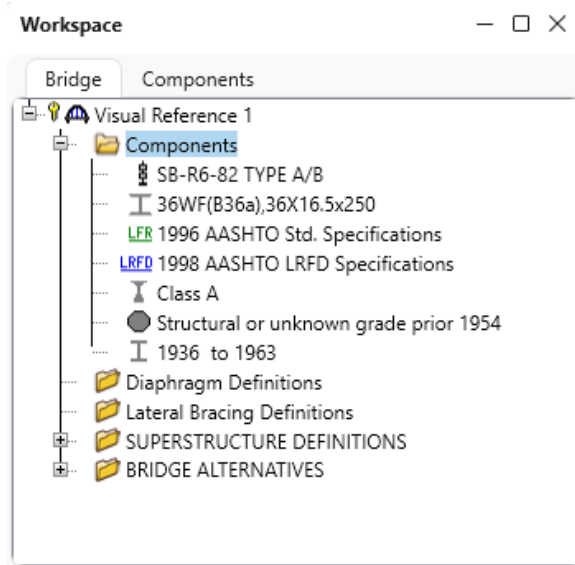 Workspace
Bridge Components
Visual Reference 1
Components
SB-R6-82 TYPE A/B
36WF(B36a),36X16.5x250
LFR 1996 AASHTO Std. Specifications
LRFD 1998 AASHTO LRFD Specifications
Class A
Structural or unknown grade prior 1954
1936 to 1963
Diaphragm Definitions
Lateral Bracing Definitions
SUPERSTRUCTURE DEFINITIONS
BRIDGE ALTERNATIVES